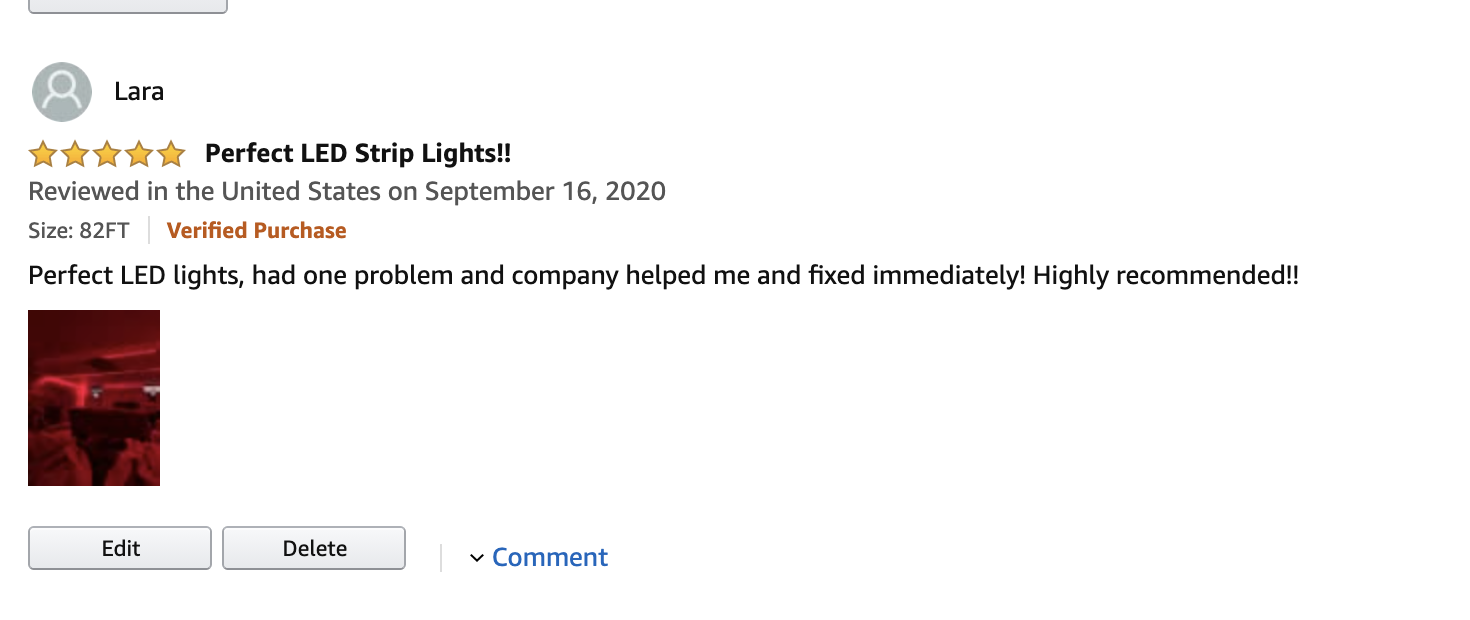 Lara
Perfect LED Strip Lights!!
Reviewed in the United States on September 16, 2020
Size: 82FT Verified Purchase
Perfect LED lights, had one problem and company helped me and fixed immediately! Highly recommended!!
Edit Delete Comment